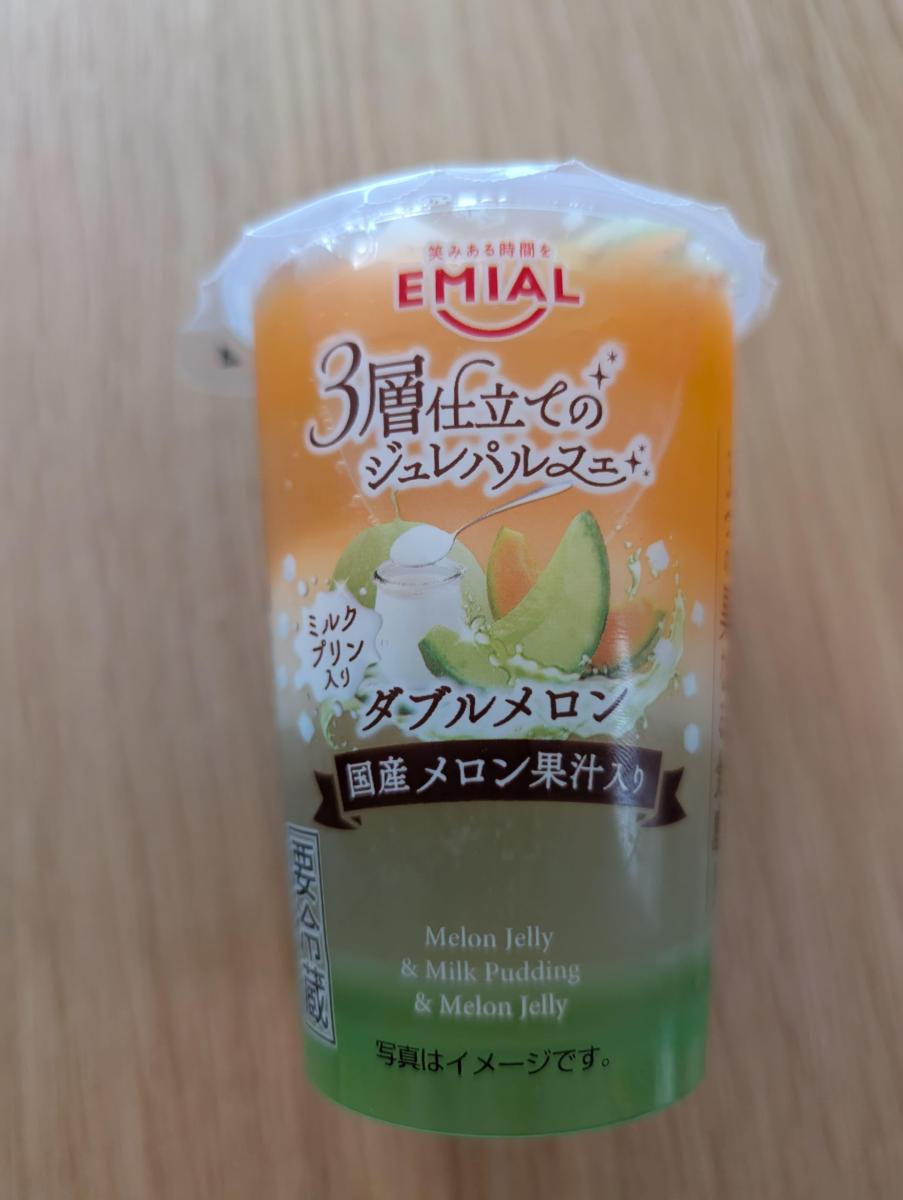 笑みある時間を
EMIAL
3層仕立ての
ジュレパルフェ
ミルク
プリン
入り
ダブルメロン
国産メロン果汁入り
要冷蔵
Melon Jelly
& Milk Pudding
& Melon Jelly
写真はイメージです。